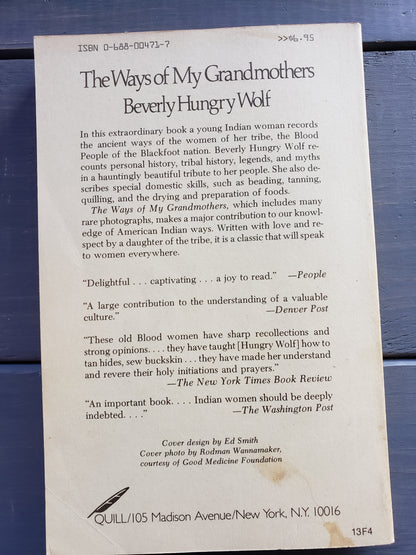 ISBN 0-688-00471-7 >>$6.95
The Ways of My Grandmothers
Beverly Hungry Wolf
In this extraordinary book a young Indian woman records
the ancient ways of the women of her tribe, the Blood
People of the Blackfoot nation. Beverly Hungry Wolf re-
counts personal history, tribal history, legends, and myths
in a hauntingly beautiful tribute to her people. She also de-
scribes special domestic skills, such as beading, tanning,
quilling, and the drying and preparation of foods.
The Ways of My Grandmothers, which includes many
rare photographs, makes a major contribution to our knowl-
edge of American Indian ways. Written with love and re-
spect by a daughter of the tribe, it is a classic that will speak
to women everywhere.
“Delightful . . . captivating . . . a joy to read.” —People
“A large contribution to the understanding of a valuable
culture.” —Denver Post
“These old Blood women have sharp recollections and
strong opinions. . . . they have taught [Hungry Wolf] how to
tan hides, sew buckskin . . . they have made her understand
and revere their holy initiations and prayers.”
—The New York Times Book Review
“An important book. . . . Indian women should be deeply
indebted. . . .” —The Washington Post
Cover design by Ed Smith
Cover photo by Rodman Wannamaker,
courtesy of Good Medicine Foundation
QUILL/105 Madison Avenue/New York, N.Y. 10016
13F4